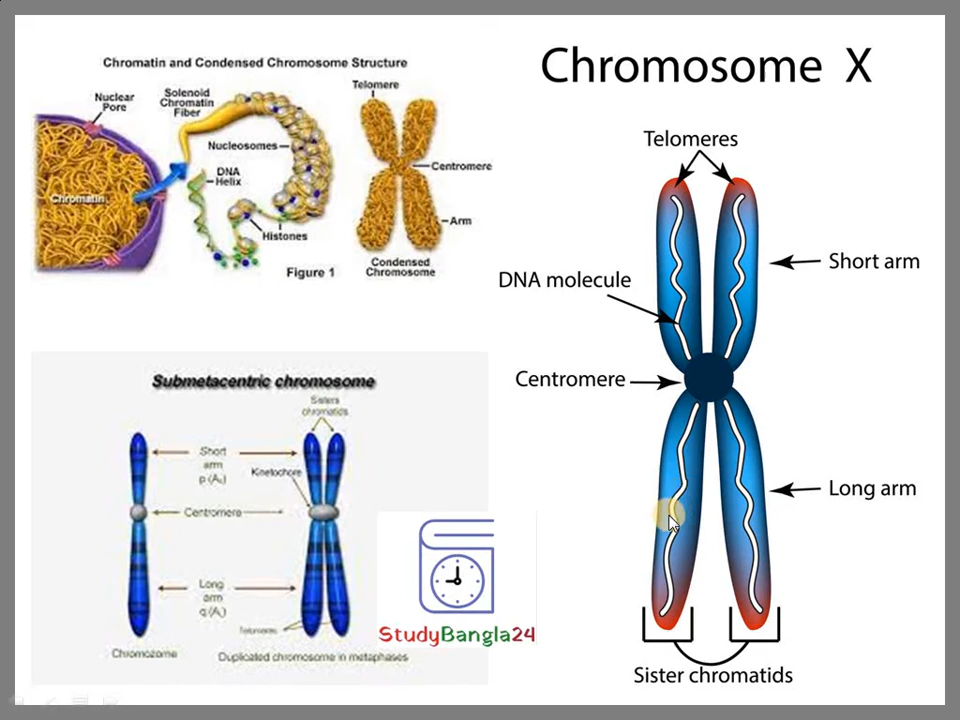 Chromatin and Condensed Chromosome Structure
Nuclear
Pore
Solenoid
Chromatin
Fiber
Telomere
Nucleosomes
Centromere
DNA
Helix
Chromatin
Histones
Arm
Figure 1
Condensed
Chromosome
Chromosome X
Telomeres
Short arm
DNA molecule
Centromere
Long arm
Sister chromatids
Submetacentric chromosome
Sisters
chromatids
Short
arm
Kinetochore
Centromere
Long
arm
Telomeres
Chromozome
Duplicated chromosome in metaphases
StudyBangla24